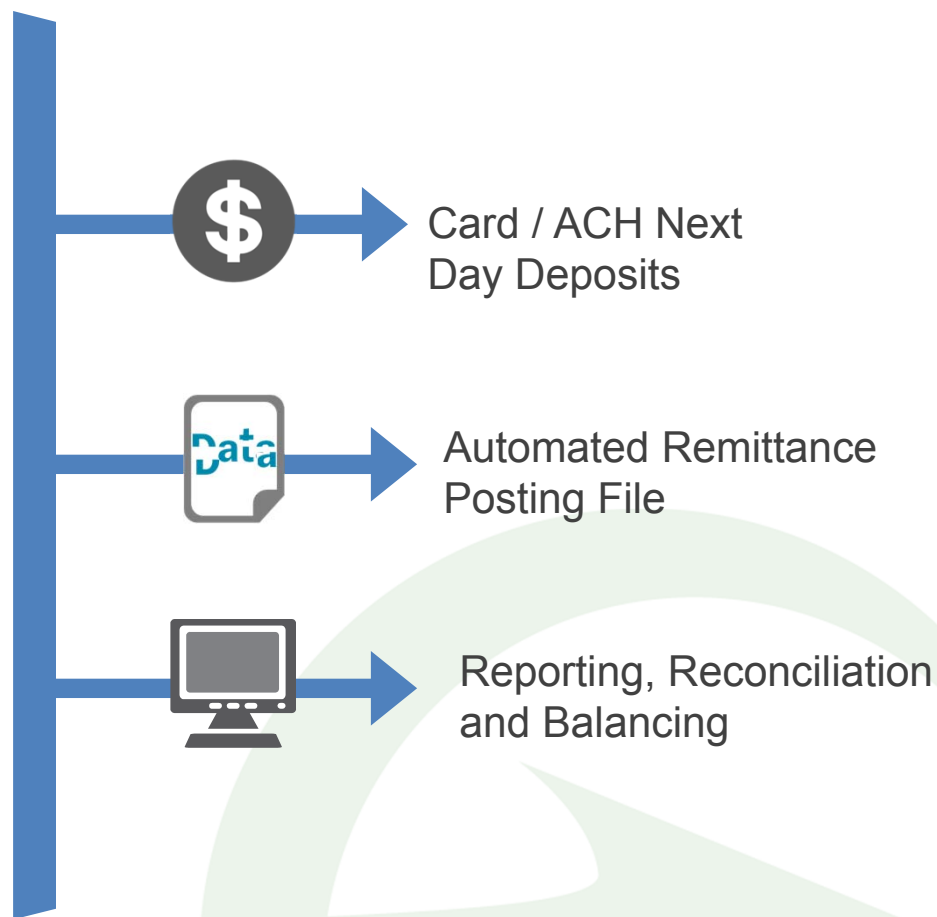 $
Card / ACH Next
Day Deposits
Data
Automated Remittance
Posting File
Reporting, Reconciliation
and Balancing